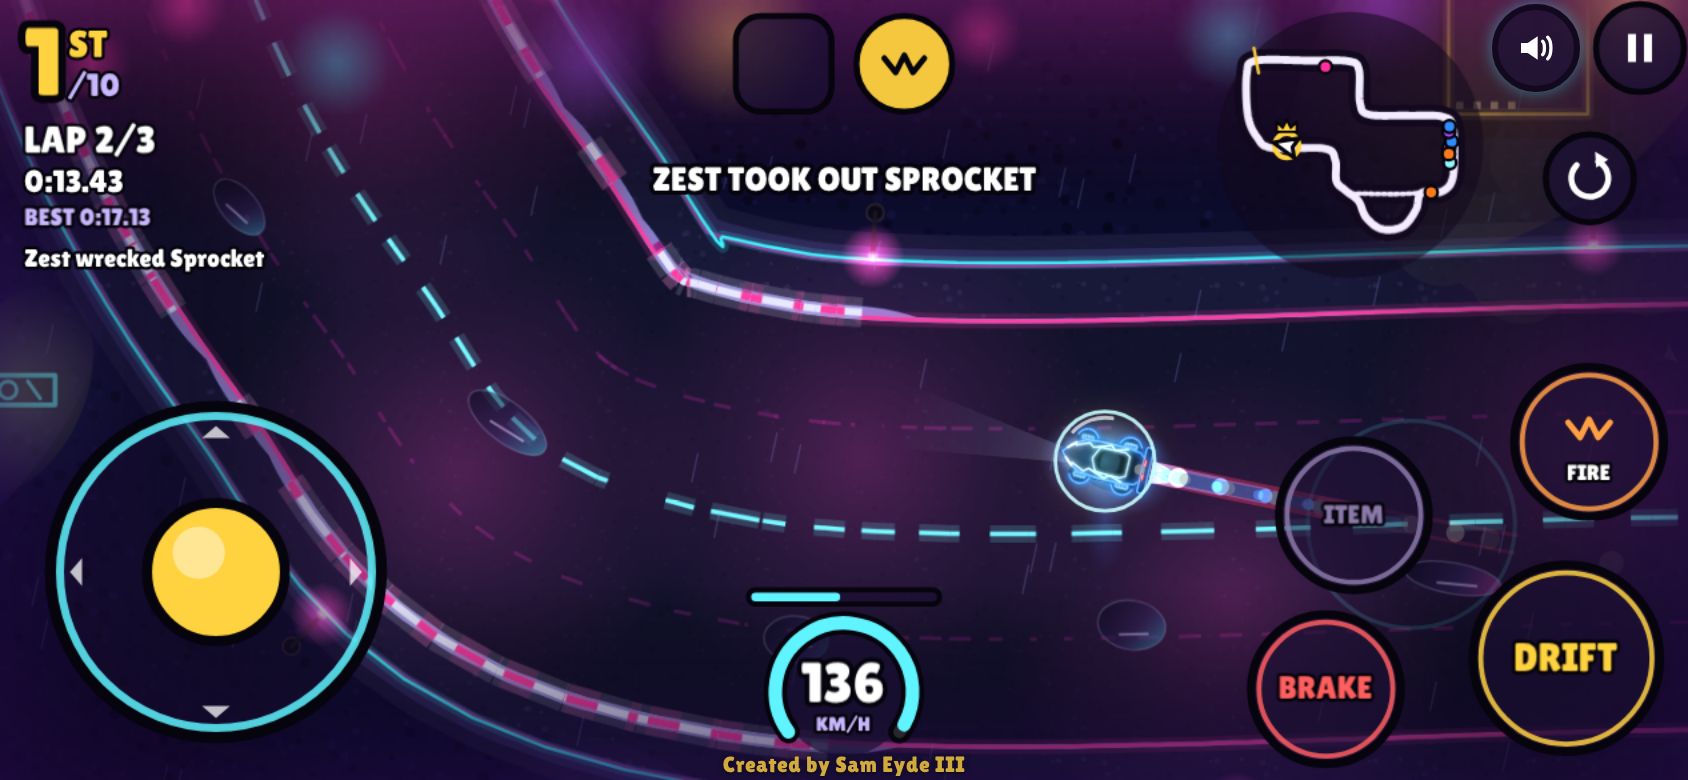 1ST
/10
LAP 2/3
0:13.43
BEST 0:17.13
Zest wrecked Sprocket
ZEST TOOK OUT SPROCKET
FIRE
ITEM
DRIFT
BRAKE
136
KM/H
Created by Sam Eyde III